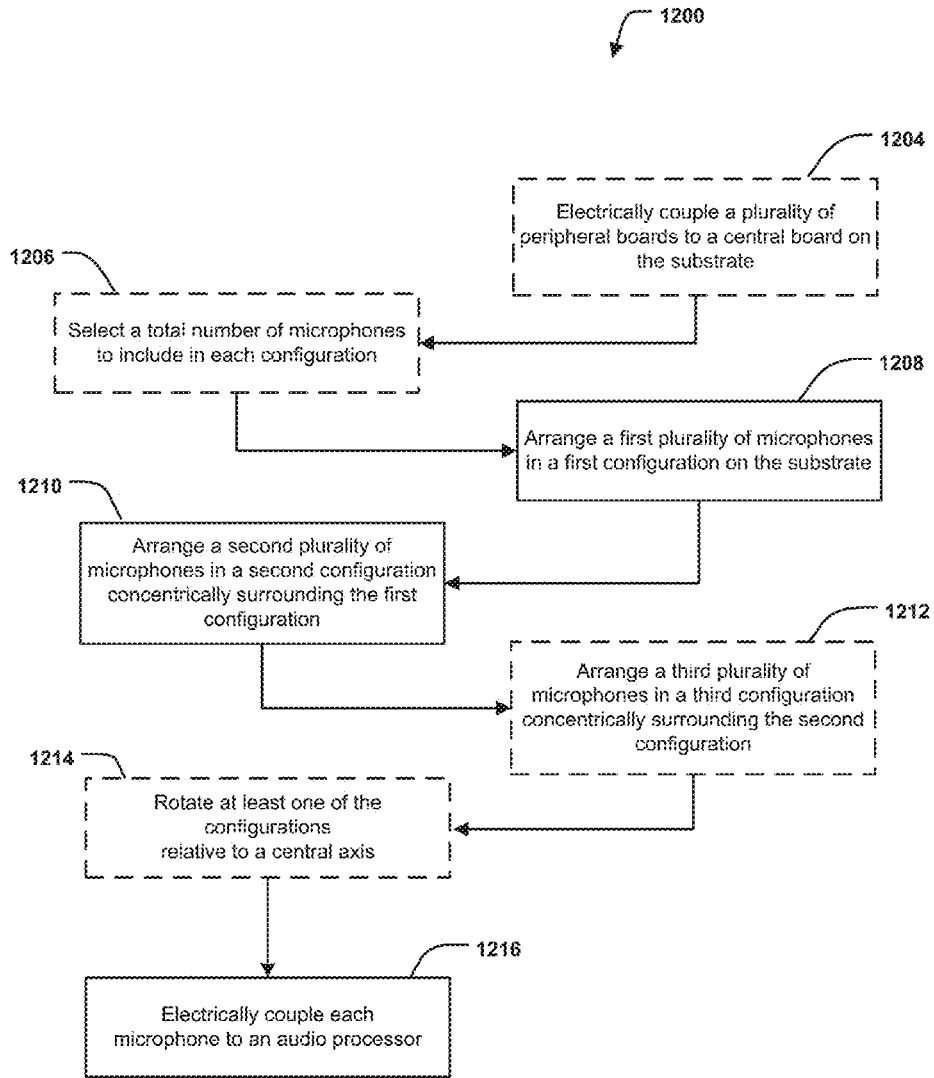 1200
1204
Electrically couple a plurality of
peripheral boards to a central board on
the substrate
1206
Select a total number of microphones
to include in each configuration
1208
Arrange a first plurality of microphones
in a first configuration on the substrate
1210
Arrange a second plurality of
microphones in a second configuration
concentrically surrounding the first
configuration
1212
Arrange a third plurality of
microphones in a third configuration
concentrically surrounding the second
configuration
1214
Rotate at least one of the
configurations
relative to a central axis
1216
Electrically couple each
microphone to an audio processor